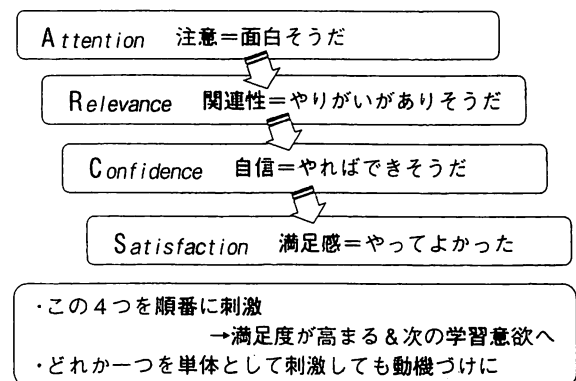 Attention 注意＝面白そうだ
Relevance 関連性＝やりがいがありそうだ
Confidence 自信＝やればできそうだ
Satisfaction 満足感＝やってよかった
・この４つを順番に刺激
→満足度が高まる＆次の学習意欲へ
・どれか一つを単体として刺激しても動機づけに